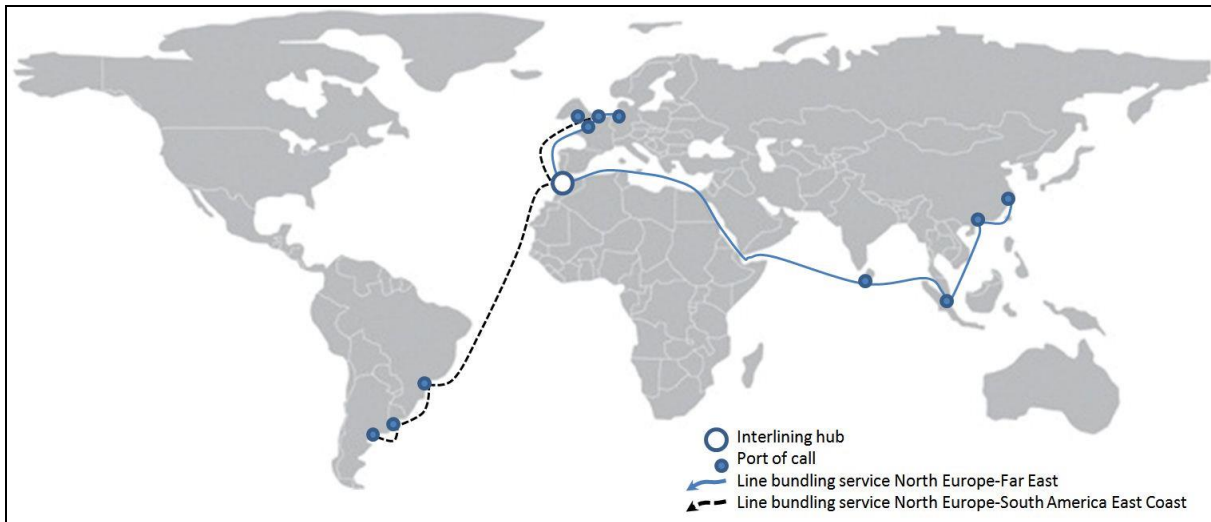 Interlining hub
Port of call
Line bundling service North Europe-Far East
Line bundling service North Europe-South America East Coast